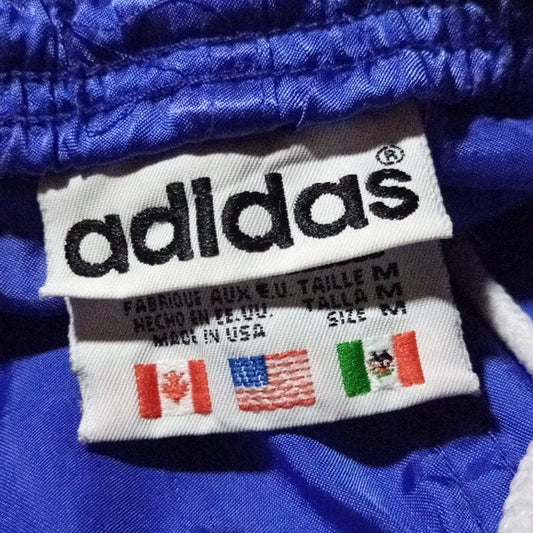 adidas®
FABRIQUE AUX E.U. TAILLE M
HECHO EN EE.UU. TALLA M
MADE IN USA SIZE M